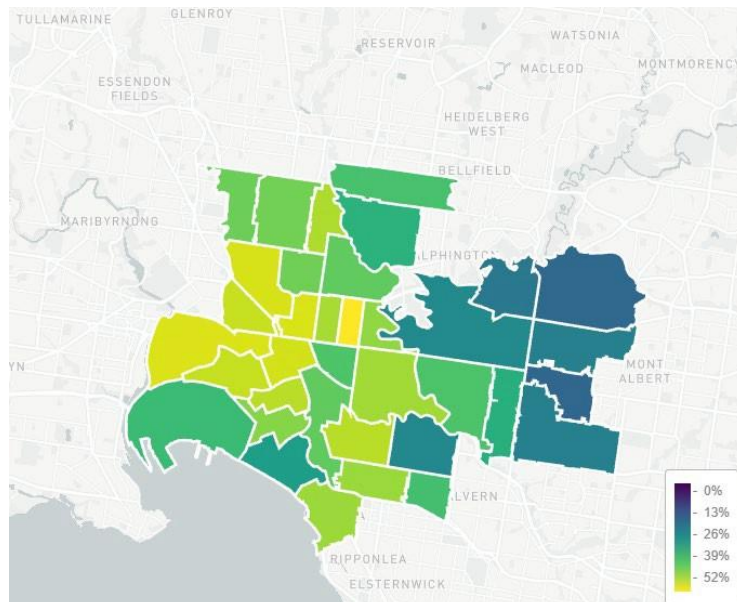 TULLAMARINE
GLENROY
RESERVOIR
WATSONIA
MACLEOD
MONTMORENCY
ESSENDON
FIELDS
HEIDELBERG
WEST
BELLFIELD
MARIBYRNONG
ALPHINGTON
YN
MONT
ALBERT
ALVERN
RIPPONLEA
ELSTERNWICK
- 0%
- 13%
- 26%
- 39%
- 52%